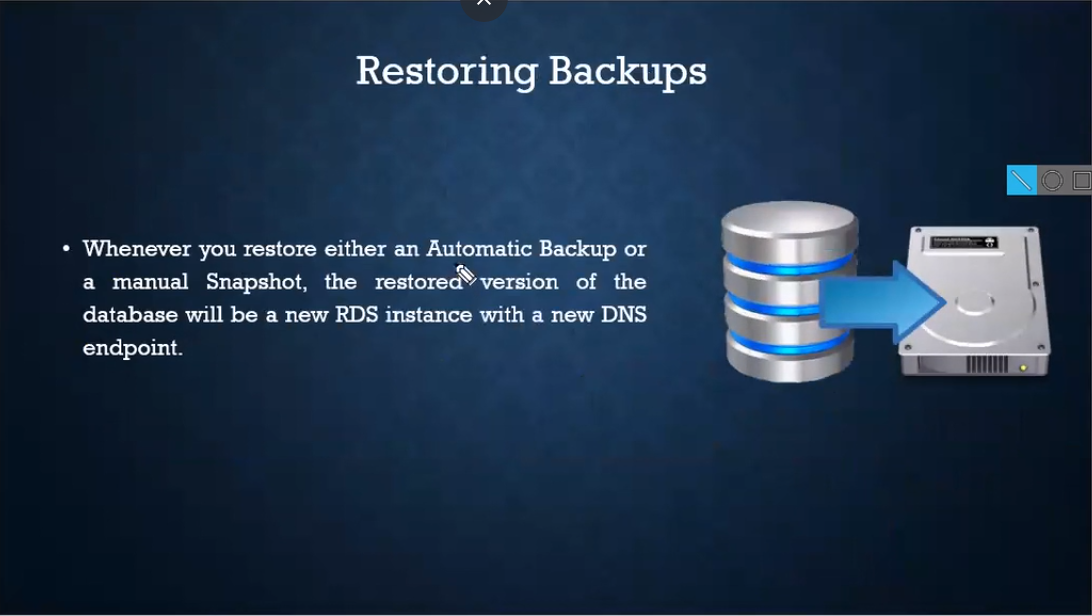 Restoring Backups
• Whenever you restore either an Automatic Backup or
a manual Snapshot, the restored version of the
database will be a new RDS instance with a new DNS
endpoint.